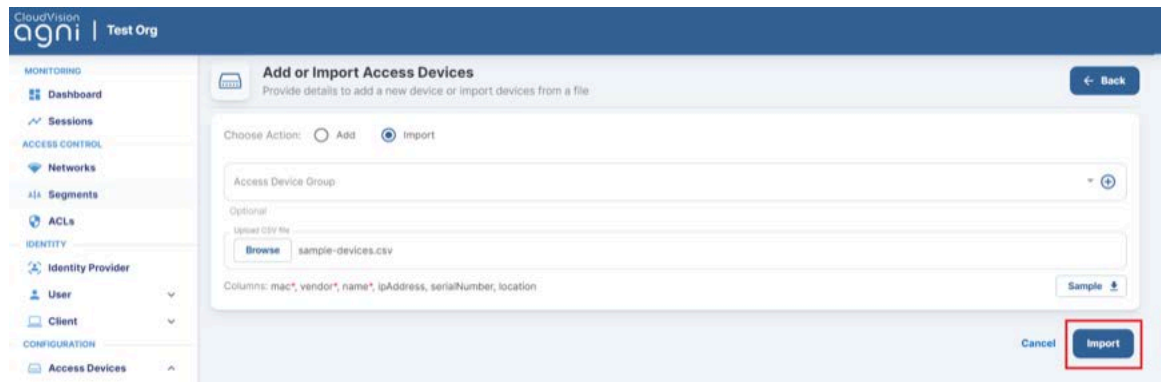 CloudVision
agni | Test Org
MONITORING
Dashboard
Sessions
ACCESS CONTROL
Networks
Segments
ACLs
IDENTITY
Identity Provider
User
Client
CONFIGURATION
Access Devices
Add or Import Access Devices
Provide details to add a new device or import devices from a file
← Back
Choose Action: Add Import
Access Device Group
Optional
Upload CSV file
Browse sample-devices.csv
Columns: mac*, vendor*, name*, ipAddress, serialNumber, location
Sample
Cancel Import